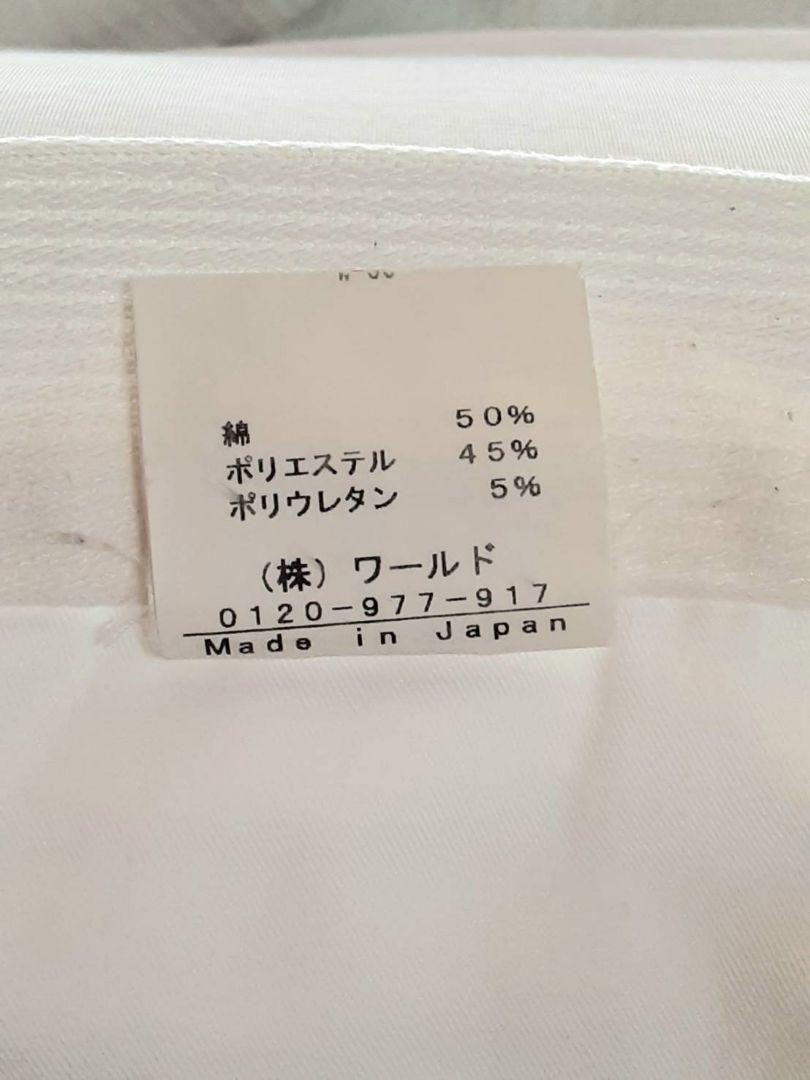 綿 50%
ポリエステル 45%
ポリウレタン 5%
(株)ワールド
0120-977-917
Made in Japan